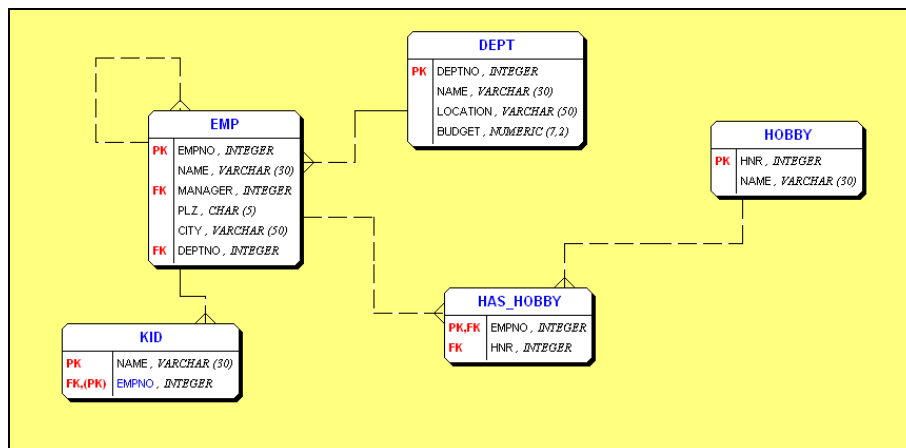 DEPT
PK DEPTNO , INTEGER
NAME , VARCHAR (30)
LOCATION , VARCHAR (50)
BUDGET , NUMERIC (7,2)
EMP
PK EMPNO , INTEGER
NAME , VARCHAR (30)
FK MANAGER , INTEGER
PLZ , CHAR (5)
CITY , VARCHAR (50)
FK DEPTNO , INTEGER
HOBBY
PK HNR , INTEGER
NAME , VARCHAR (30)
HAS_HOBBY
PK,FK EMPNO , INTEGER
FK HNR , INTEGER
KID
PK NAME , VARCHAR (30)
FK,(PK) EMPNO , INTEGER